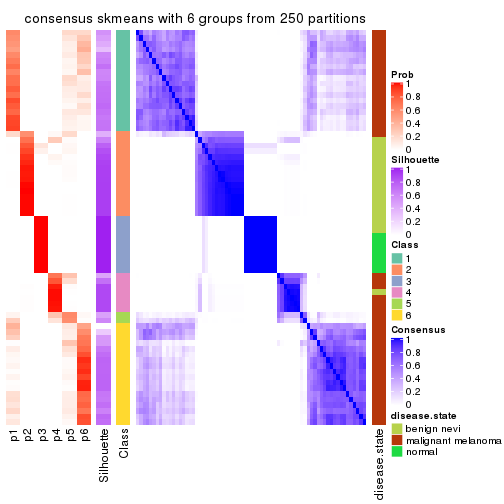 consensus skmeans with 6 groups from 250 partitions
Prob
1
0.8
0.6
0.4
0.2
0
Silhouette
1
0.8
0.6
0.4
0.2
0
Class
1
2
3
4
5
6
Consensus
1
0.8
0.6
0.4
0.2
0
disease.state
benign nevi
malignant melanoma
normal
p1
p2
p3
p4
p5
p6
Silhouette
Class
disease.state